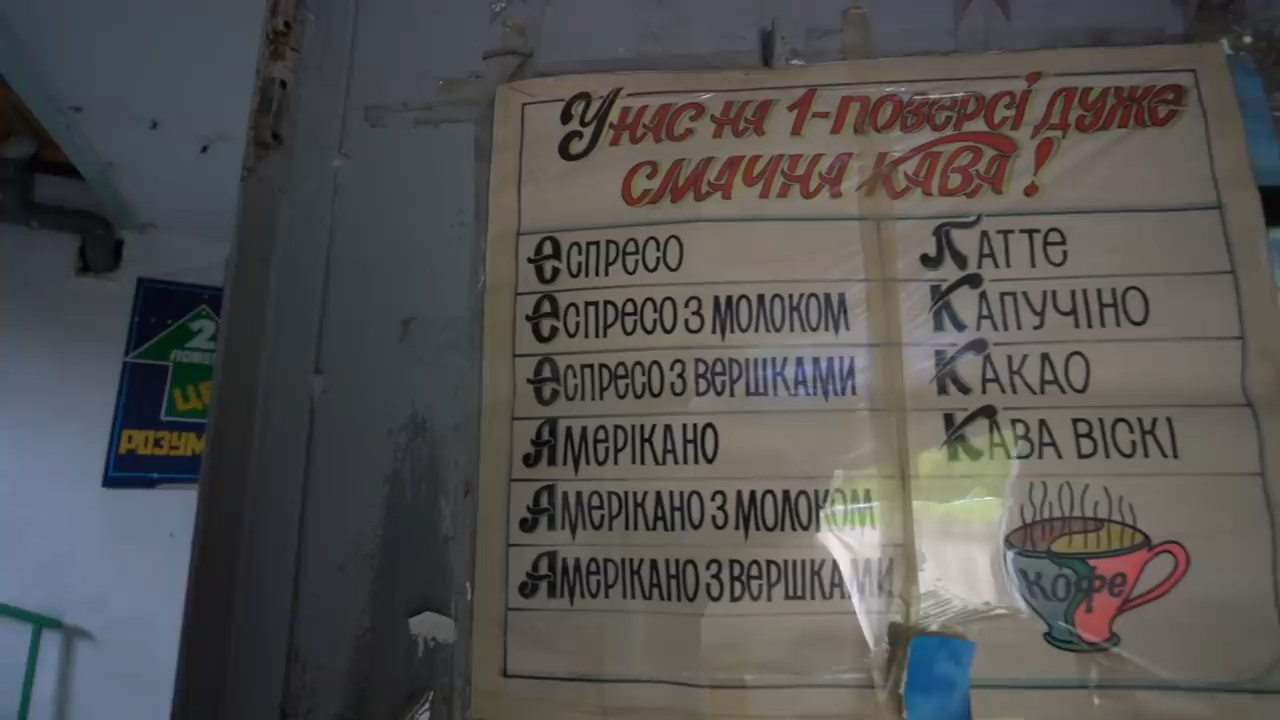 У нас на 1-поверсі дуже
смачна кава!
Еспресо
Еспресо з молоком
Еспресо з вершками
Амерікано
Амерікано з молоком
Амерікано з вершками
Латте
Капучіно
Какао
Кава віскі
кофе
2